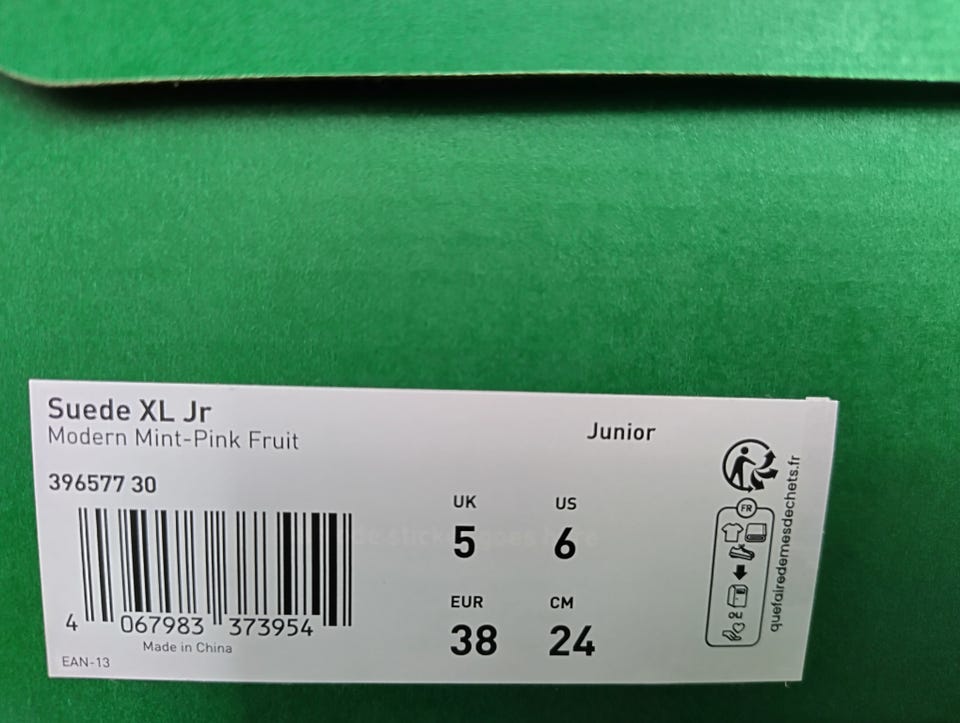 Suede XL Jr
Modern Mint-Pink Fruit
Junior
396577 30
UK US
5 6
EUR CM
38 24
4 067983 373954
Made in China
EAN-13
FR
quefairedemesdechets.fr